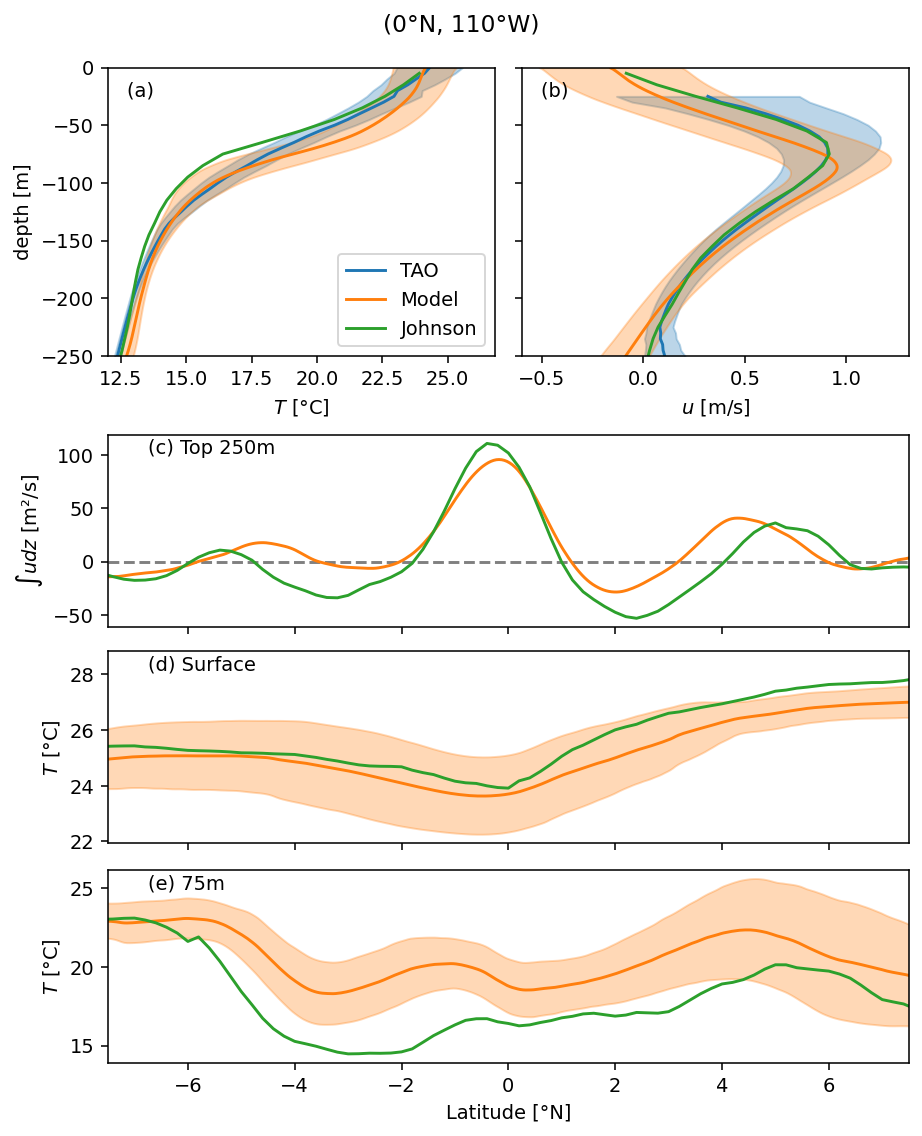 (0°N, 110°W)
(a)
(b)
0
−50
−100
−150
−200
−250
depth [m]
TAO
Model
Johnson
12.5 15.0 17.5 20.0 22.5 25.0
T [°C]
−0.5 0.0 0.5 1.0
u [m/s]
(c) Top 250m
100
50
0
−50
∫udz [m²/s]
(d) Surface
28
26
24
22
T [°C]
(e) 75m
25
20
15
T [°C]
−6 −4 −2 0 2 4 6
Latitude [°N]